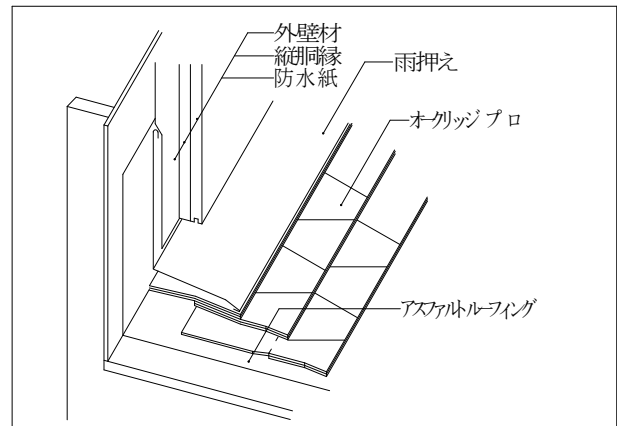 外壁材
縦胴縁
防水紙
雨押え
オークリッジ プロ
アスファルトルーフィング